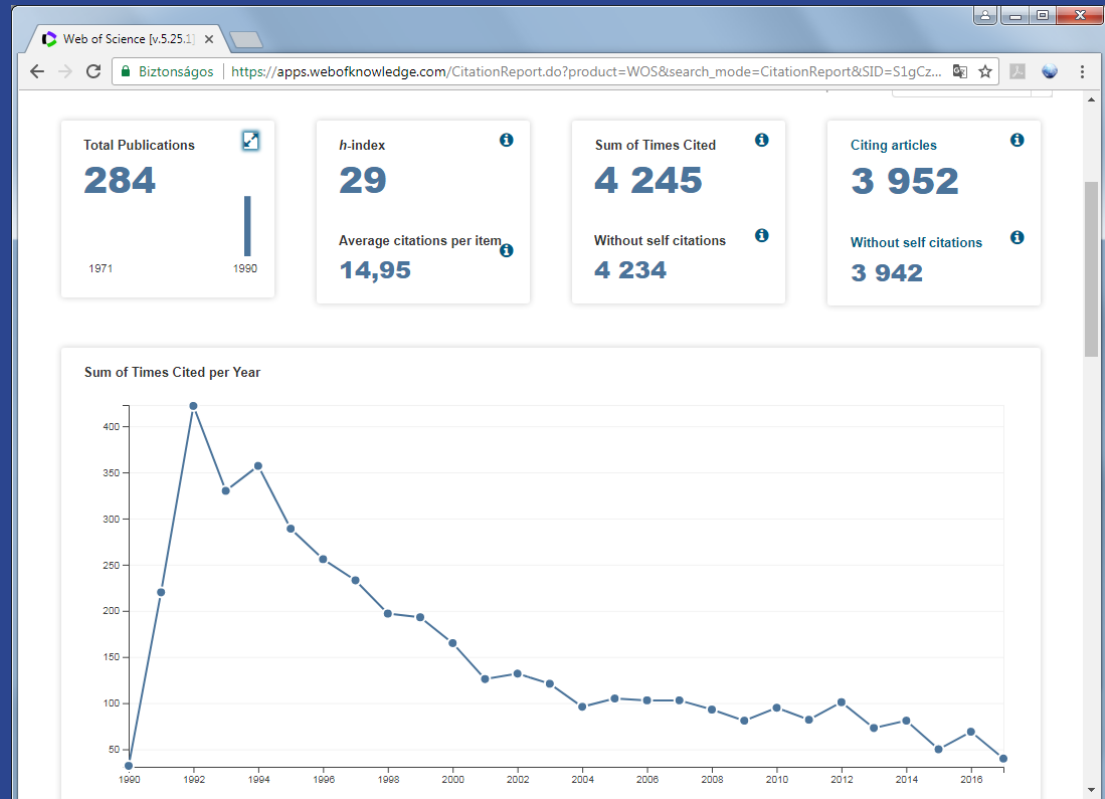 Web of Science [v.5.25.1]
Biztonságos | https://apps.webofknowledge.com/CitationReport.do?product=WOS&search_mode=CitationReport&SID=S1gCz...
Total Publications
284
1971 1990
h-index
29
Average citations per item
14,95
Sum of Times Cited
4 245
Without self citations
4 234
Citing articles
3 952
Without self citations
3 942
Sum of Times Cited per Year
400
350
300
250
200
150
100
50
1990 1992 1994 1996 1998 2000 2002 2004 2006 2008 2010 2012 2014 2016